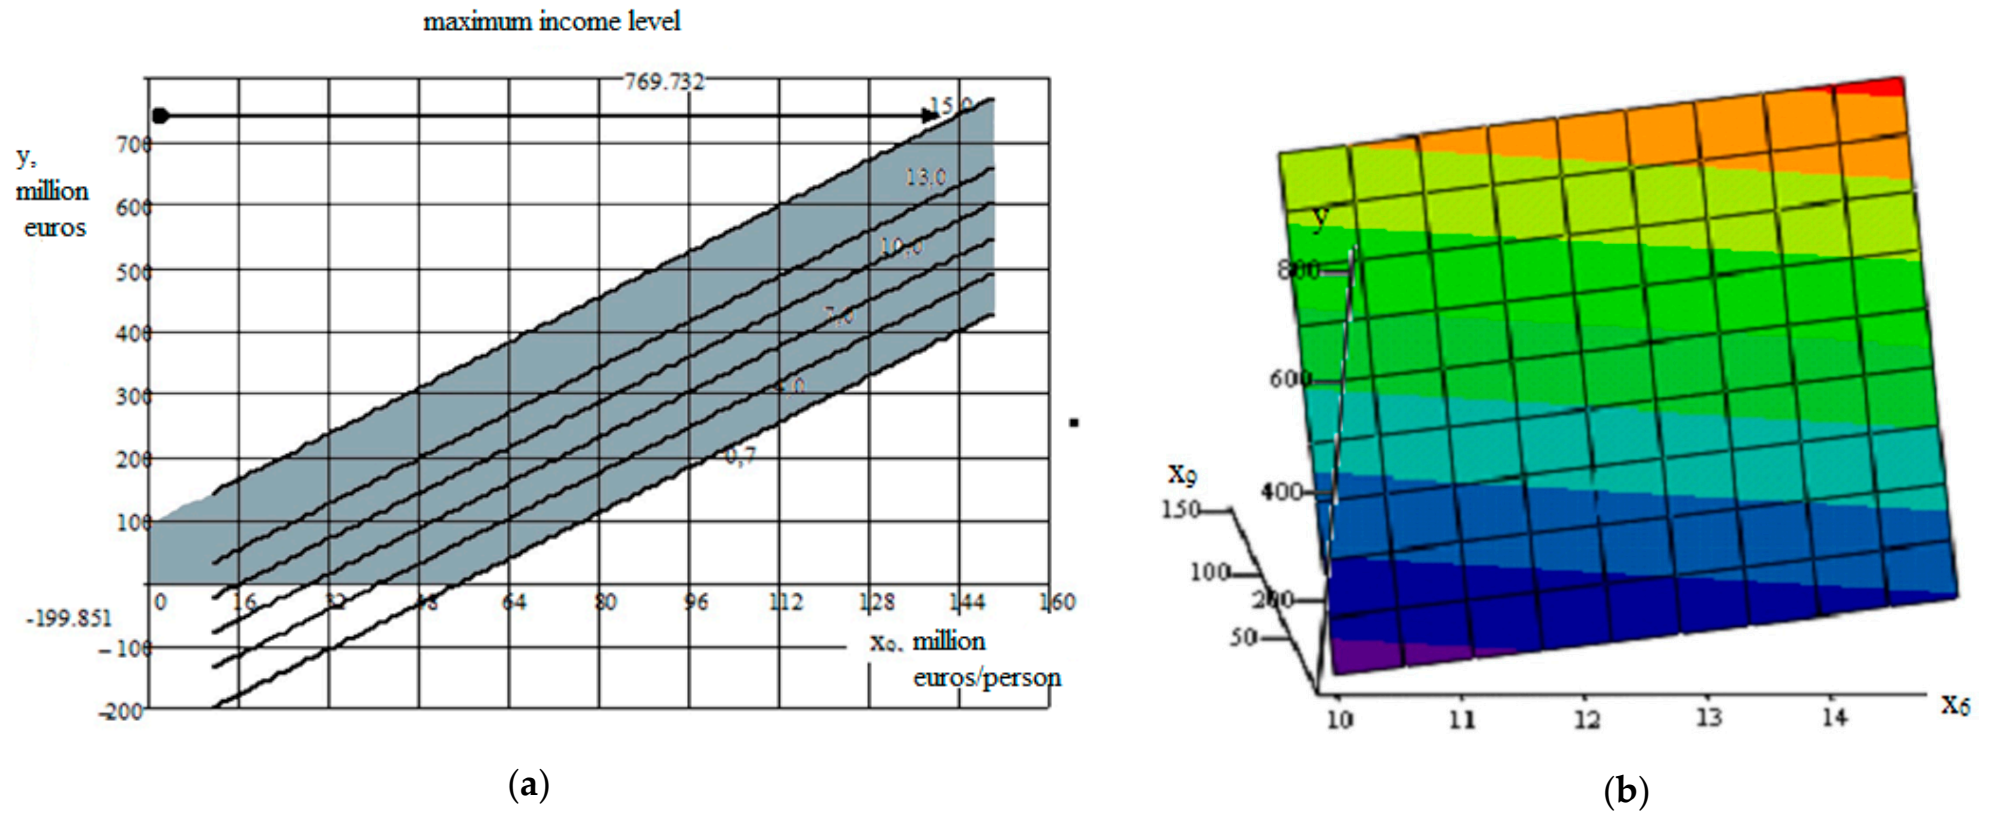 maximum income level
769.732
15,0
y,
million
euros
700
13,0
600
10,0
500
7,0
400
4,0
300
200
0,7
100
0 16 32 48 64 80 96 112 128 144 160
-199.851
-100
x₉, million
euros/person
-200
(a)
y
800
600
x₉
400
150
100
200
50
10 11 12 13 14
x₆
(b)